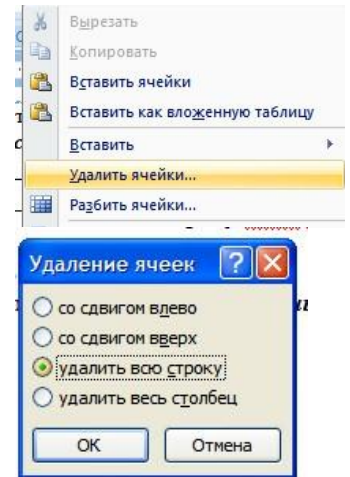 Вырезать
Копировать
Вставить ячейки
Вставить как вложенную таблицу
Вставить
Удалить ячейки...
Разбить ячейки...
Удаление ячеек
со сдвигом влево
со сдвигом вверх
удалить всю строку
удалить весь столбец
ОК Отмена